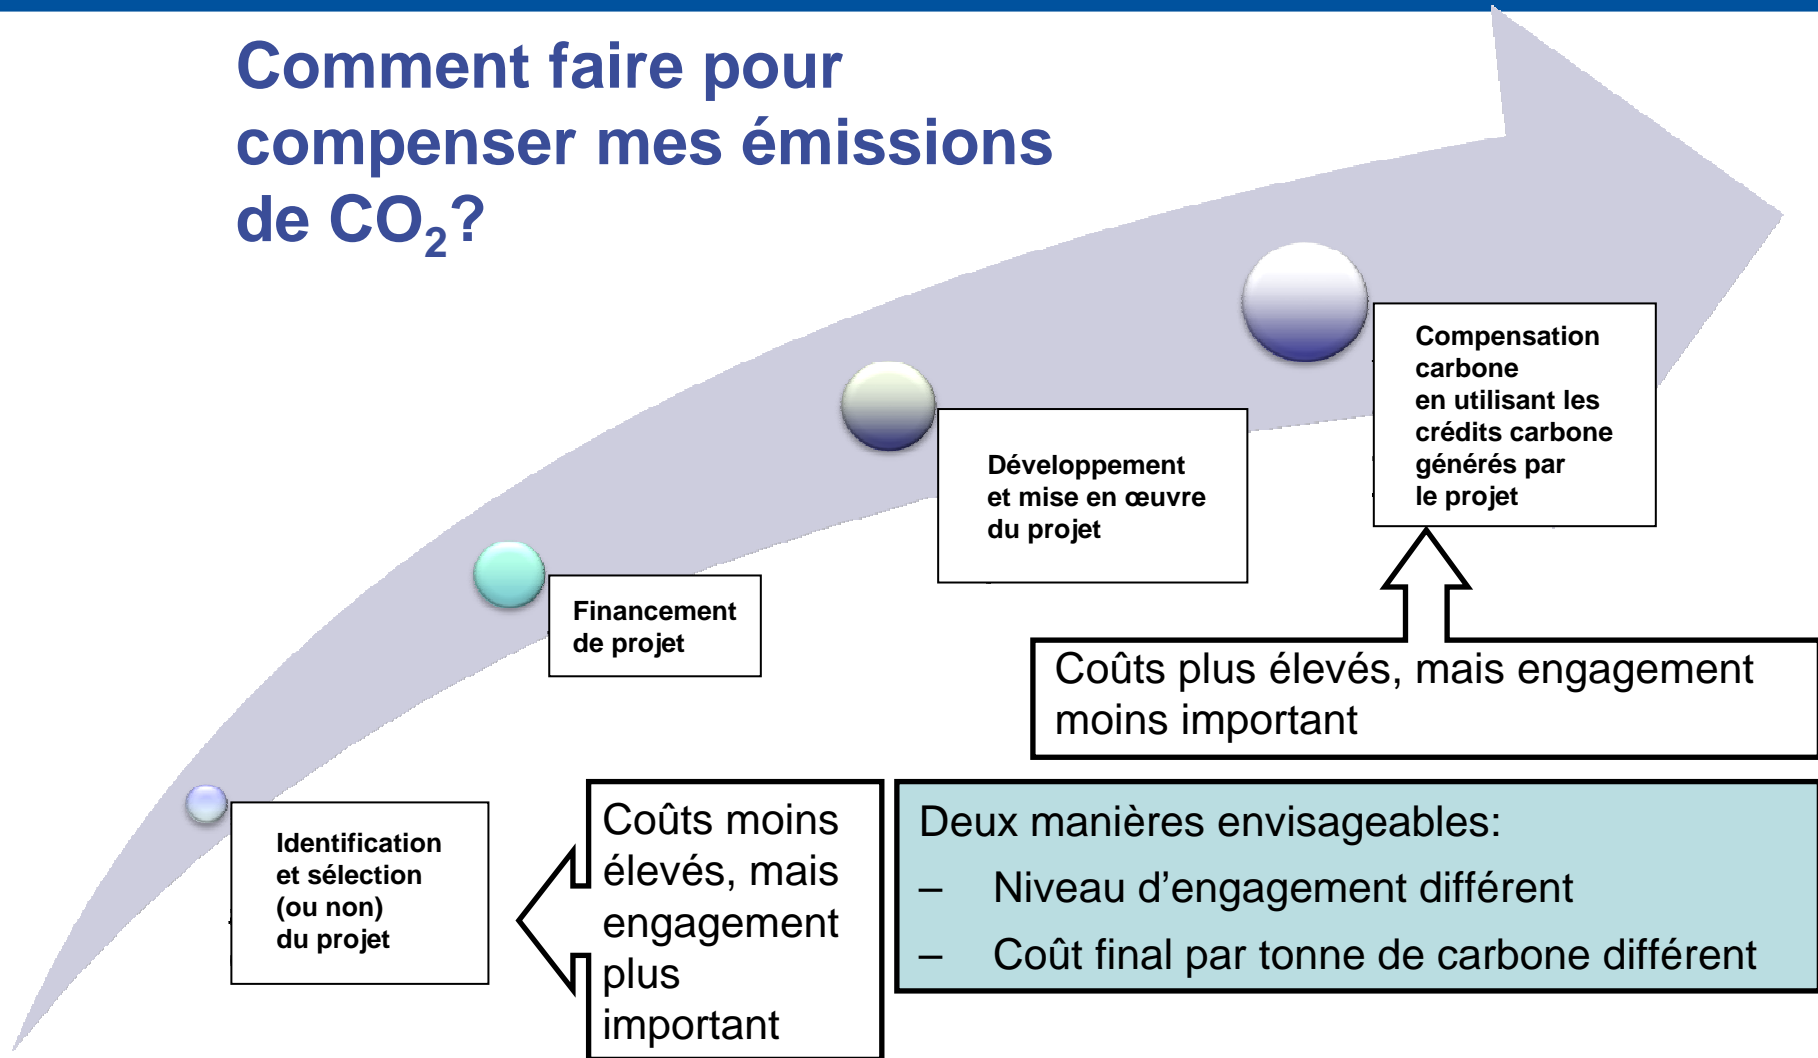 Comment faire pour
compenser mes émissions
de CO₂?
Compensation
carbone
en utilisant les
crédits carbone
générés par
le projet
Développement
et mise en œuvre
du projet
Financement
de projet
Coûts plus élevés, mais engagement
moins important
Identification
et sélection
(ou non)
du projet
Coûts moins
élevés, mais
engagement
plus
important
Deux manières envisageables:
– Niveau d’engagement différent
– Coût final par tonne de carbone différent